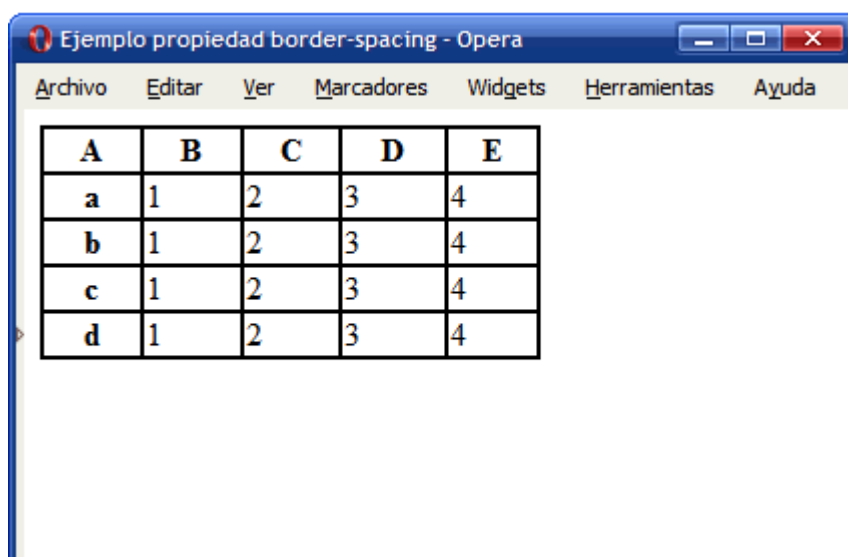 Ejemplo propiedad border-spacing - Opera
Archivo Editar Ver Marcadores Widgets Herramientas Ayuda
A B C D E
a 1 2 3 4
b 1 2 3 4
c 1 2 3 4
d 1 2 3 4